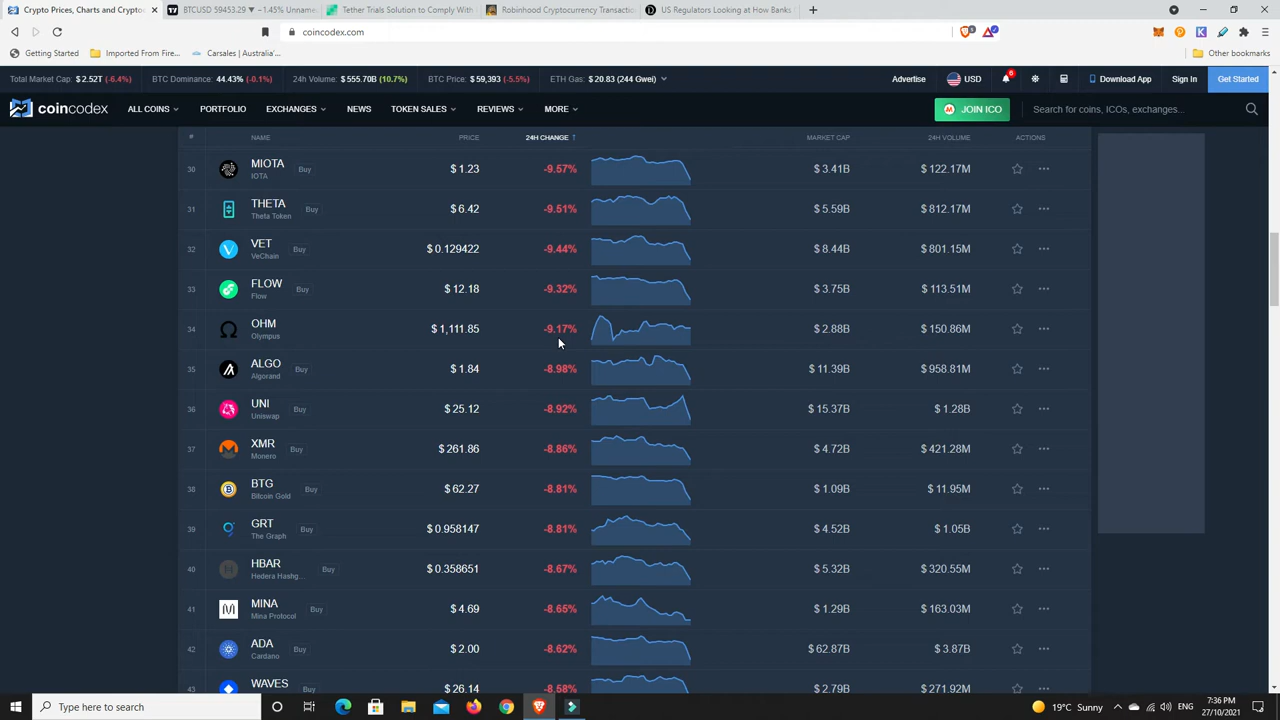 Crypto Prices, Charts and Crypto
BTCUSD 59453.29 ▼ −1.45% Unname
Tether Trials Solution to Comply With
Robinhood Cryptocurrency Transactio
US Regulators Looking at How Banks
coincodex.com
Getting Started
Imported From Fire...
Carsales | Australia'...
Other bookmarks
Total Market Cap: $ 2.52T (-6.4%)
BTC Dominance: 44.43% (-0.1%)
24h Volume: $ 555.70B (10.7%)
BTC Price: $ 59,393 (-5.5%)
ETH Gas: $ 20.83 (244 Gwei)
Advertise
USD
6
Download App
Sign In
Get Started
coincodex
ALL COINS
PORTFOLIO
EXCHANGES
NEWS
TOKEN SALES
REVIEWS
MORE
JOIN ICO
Search for coins, ICOs, exchanges...
# NAME PRICE 24H CHANGE ↑ MARKET CAP 24H VOLUME ACTIONS
30 MIOTA Buy $ 1.23 -9.57% $ 3.41B $ 122.17M
IOTA
31 THETA Buy $ 6.42 -9.51% $ 5.59B $ 812.17M
Theta Token
32 VET Buy $ 0.129422 -9.44% $ 8.44B $ 801.15M
VeChain
33 FLOW Buy $ 12.18 -9.32% $ 3.75B $ 113.51M
Flow
34 OHM $ 1,111.85 -9.17% $ 2.88B $ 150.86M
Olympus
35 ALGO Buy $ 1.84 -8.98% $ 11.39B $ 958.81M
Algorand
36 UNI Buy $ 25.12 -8.92% $ 15.37B $ 1.28B
Uniswap
37 XMR Buy $ 261.86 -8.86% $ 4.72B $ 421.28M
Monero
38 BTG Buy $ 62.27 -8.81% $ 1.09B $ 11.95M
Bitcoin Gold
39 GRT Buy $ 0.958147 -8.81% $ 4.52B $ 1.05B
The Graph
40 HBAR Buy $ 0.358651 -8.67% $ 5.32B $ 320.55M
Hedera Hashg...
41 MINA Buy $ 4.69 -8.65% $ 1.29B $ 163.03M
Mina Protocol
42 ADA Buy $ 2.00 -8.62% $ 62.87B $ 3.87B
Cardano
43 WAVES Buy $ 26.14 -8.58% $ 2.79B $ 271.92M
Type here to search
19°C Sunny
ENG
7:36 PM
27/10/2021